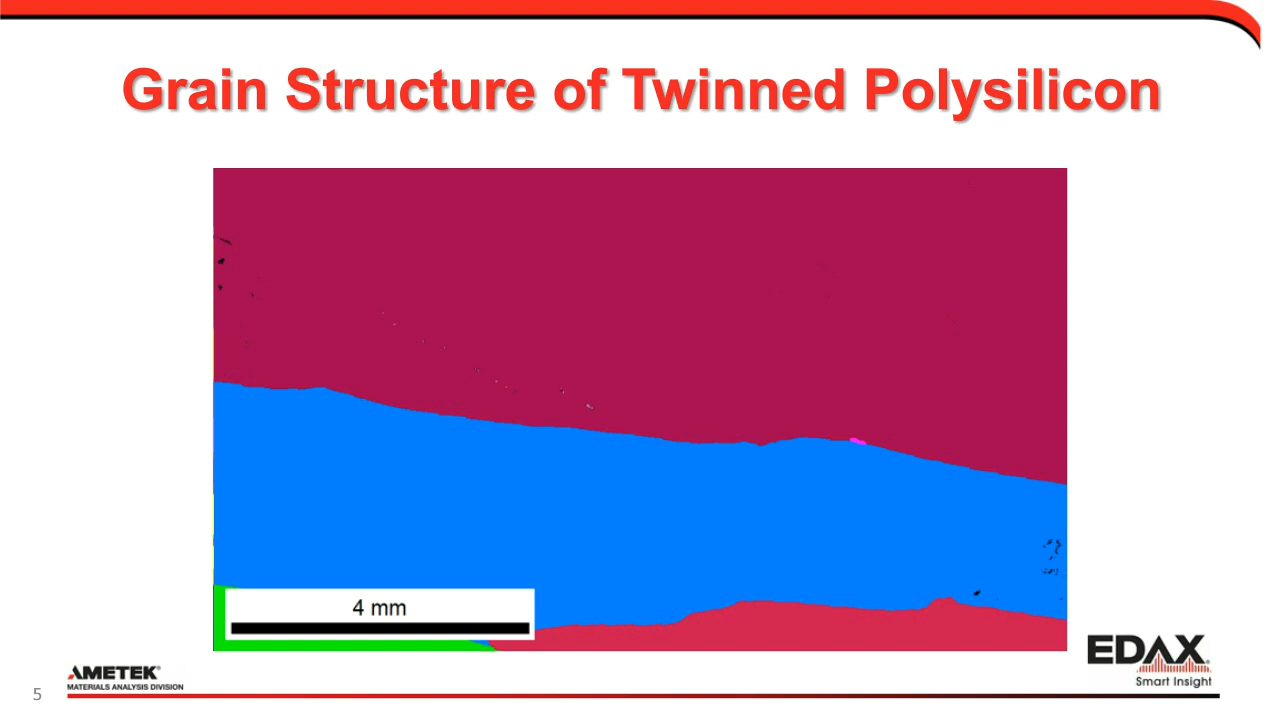 Grain Structure of Twinned Polysilicon
4 mm
AMETEK®
MATERIALS ANALYSIS DIVISION
EDAX
Smart Insight
5